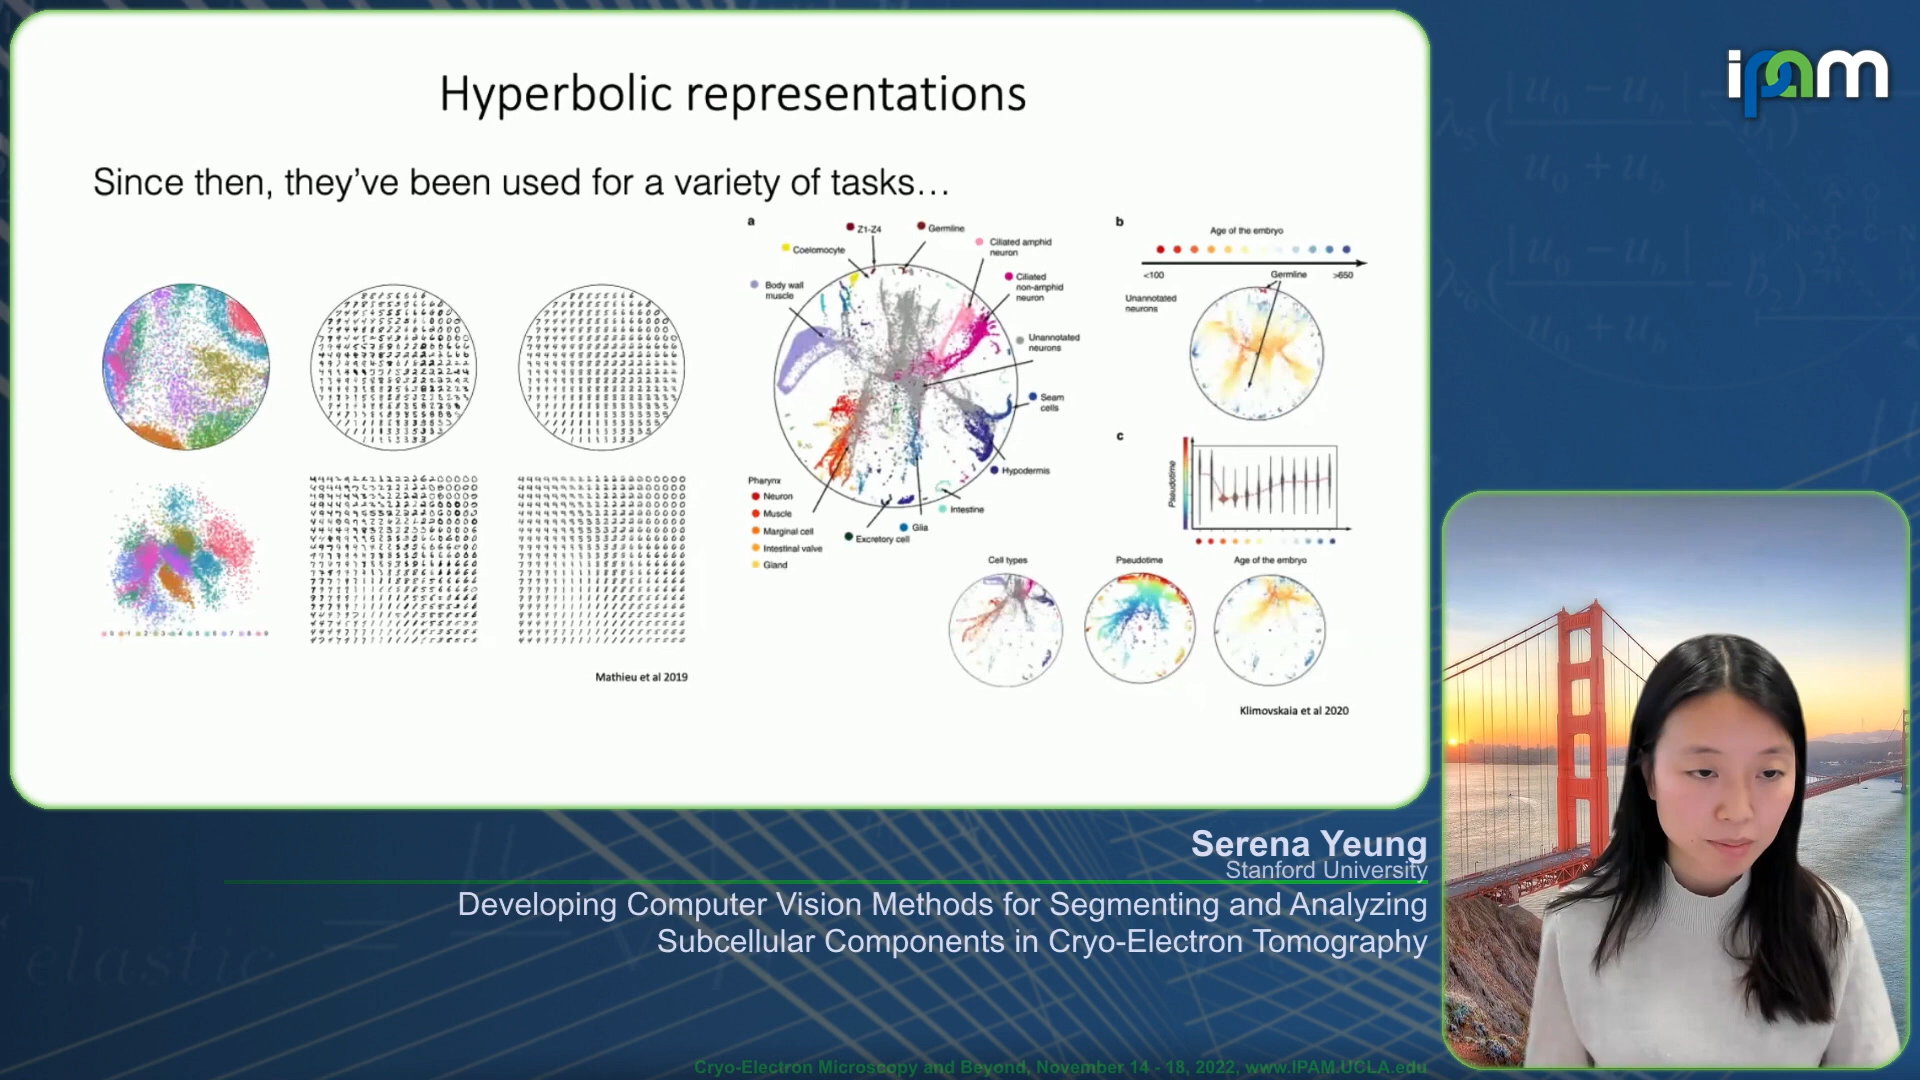 Hyperbolic representations
Since then, they've been used for a variety of tasks...
a
Z1-Z4
Germline
Coelomocyte
Ciliated amphid
neuron
Body wall
muscle
Ciliated
non-amphid
neuron
Unannotated
neurons
Seam
cells
Hypodermis
Intestine
Glia
Excretory cell
Pharynx
Neuron
Muscle
Marginal cell
Intestinal valve
Gland
b
Age of the embryo
<100
Germline
>650
Unannotated
neurons
c
Pseudotime
Cell types
Pseudotime
Age of the embryo
Mathieu et al 2019
Klimovskaia et al 2020
ipam
Serena Yeung
Stanford University
Developing Computer Vision Methods for Segmenting and Analyzing
Subcellular Components in Cryo-Electron Tomography
Cryo-Electron Microscopy and Beyond, November 14 - 18, 2022, www.IPAM.UCLA.edu
elastic